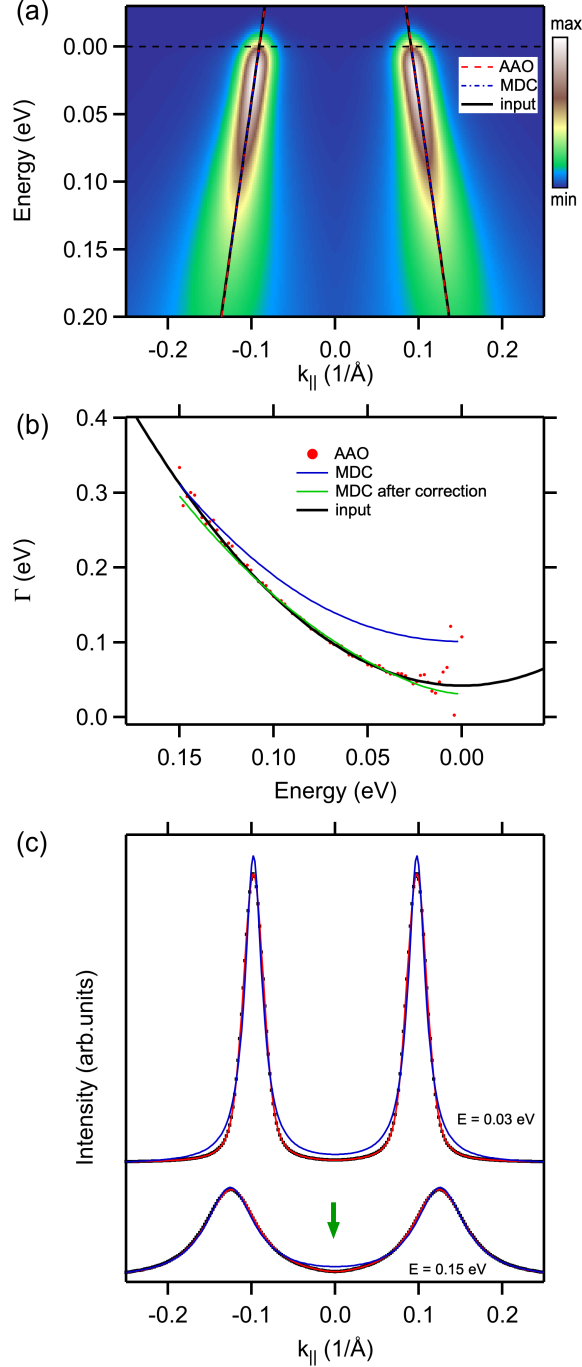 (a)
0.00
0.05
0.10
0.15
0.20
Energy (eV)
AAO
MDC
input
max
min
-0.2 -0.1 0.0 0.1 0.2
k|| (1/Å)
(b)
0.4
0.3
0.2
0.1
0.0
Γ (eV)
AAO
MDC
MDC after correction
input
0.15 0.10 0.05 0.00
Energy (eV)
(c)
Intensity (arb.units)
E = 0.03 eV
E = 0.15 eV
-0.2 -0.1 0.0 0.1 0.2
k|| (1/Å)